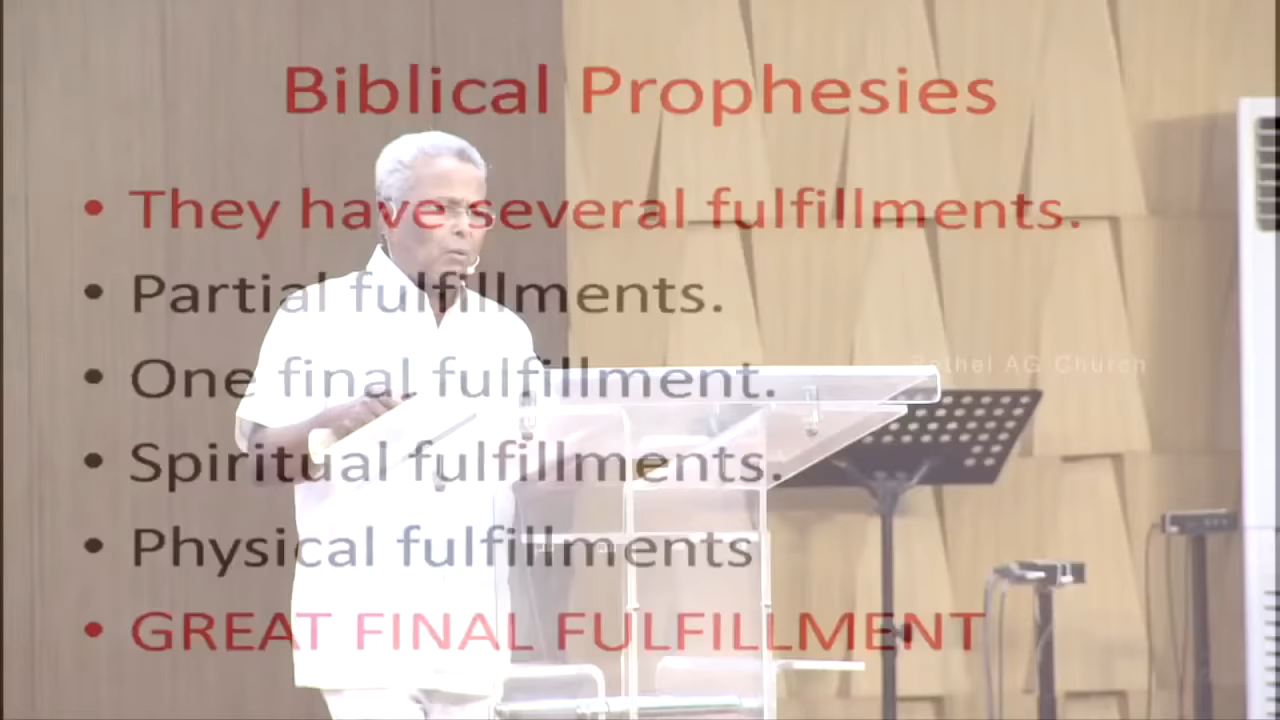 Biblical Prophesies
• They have several fulfillments.
• Partial fulfillments.
• One final fulfillment.
• Spiritual fulfillments.
• Physical fulfillments
• GREAT FINAL FULFILLMENT
Bethel AG Church